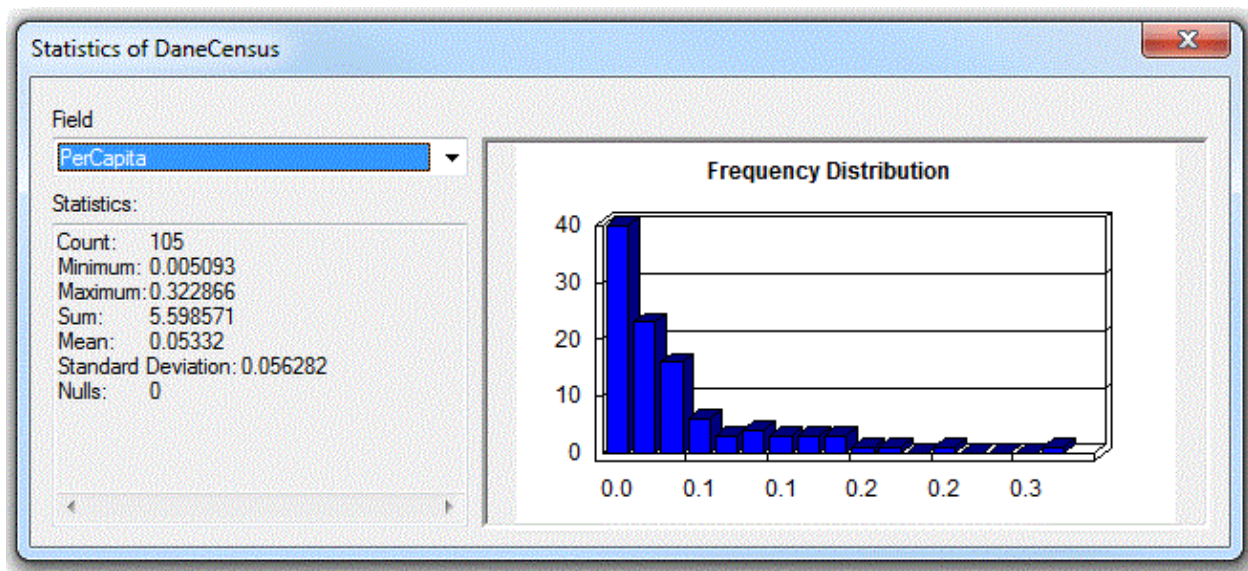 Statistics of DaneCensus
Field
PerCapita
Statistics:
Count: 105
Minimum: 0.005093
Maximum: 0.322866
Sum: 5.598571
Mean: 0.05332
Standard Deviation: 0.056282
Nulls: 0
Frequency Distribution
40
30
20
10
0
0.0 0.1 0.1 0.2 0.2 0.3